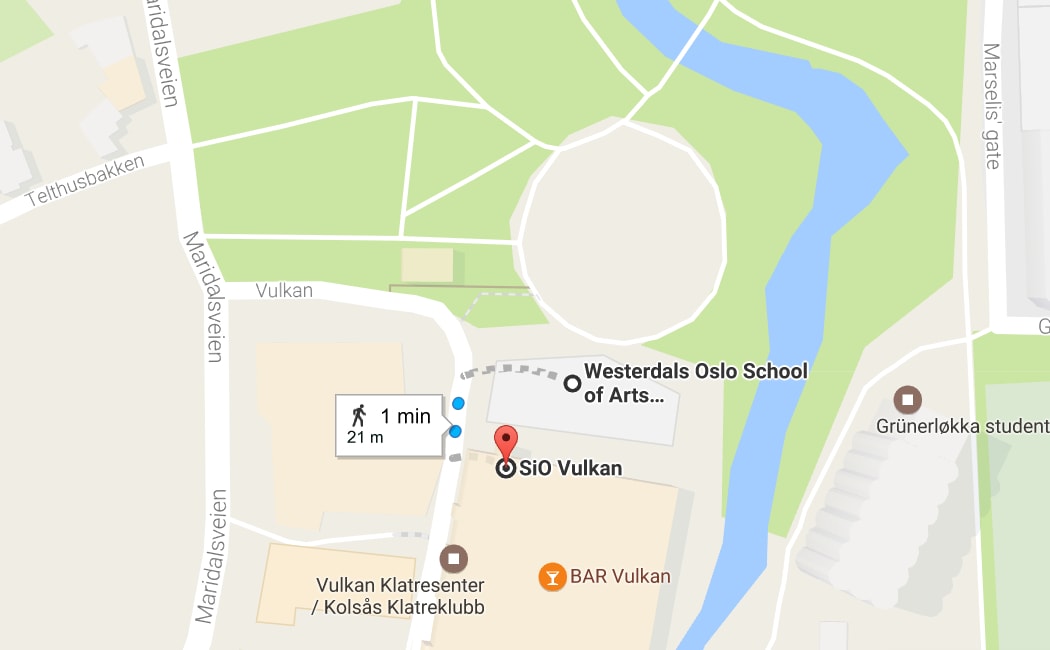 Maridalsveien
Marselis' gate
Telthusbakken
Maridalsveien
Vulkan
G
Westerdals Oslo School
of Arts...
1 min
21 m
Grünerløkka student
SiO Vulkan
Maridalsveien
BAR Vulkan
Vulkan Klatresenter
/ Kolsås Klatreklubb